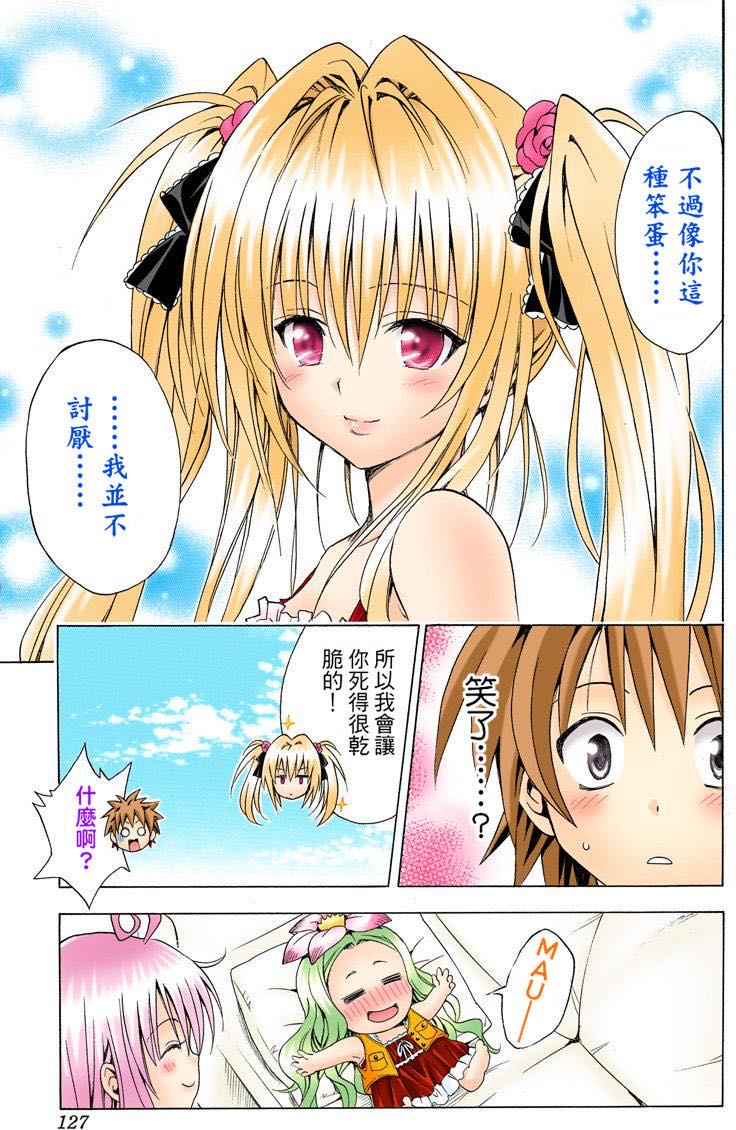 不過像你這
種笨蛋……
……我並不
討厭……
笑了……？
所以我會讓
你死得很乾
脆的！
什麼啊？
MAU—
127